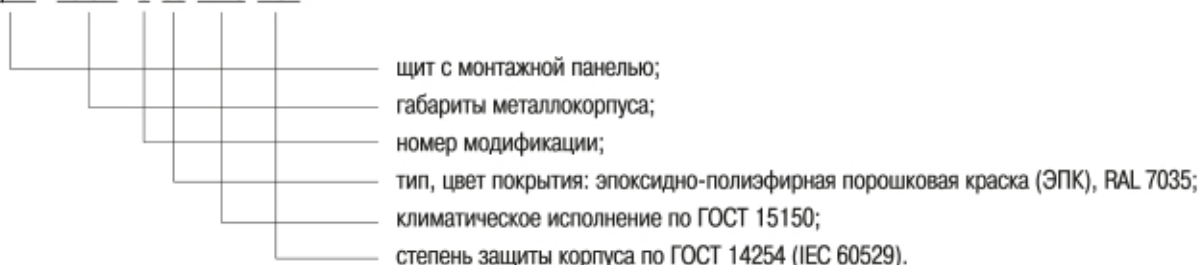 щит с монтажной панелью;
габариты металлокорпуса;
номер модификации;
тип, цвет покрытия: эпоксидно-полиэфирная порошковая краска (ЭПК), RAL 7035;
климатическое исполнение по ГОСТ 15150;
степень защиты корпуса по ГОСТ 14254 (IEC 60529).